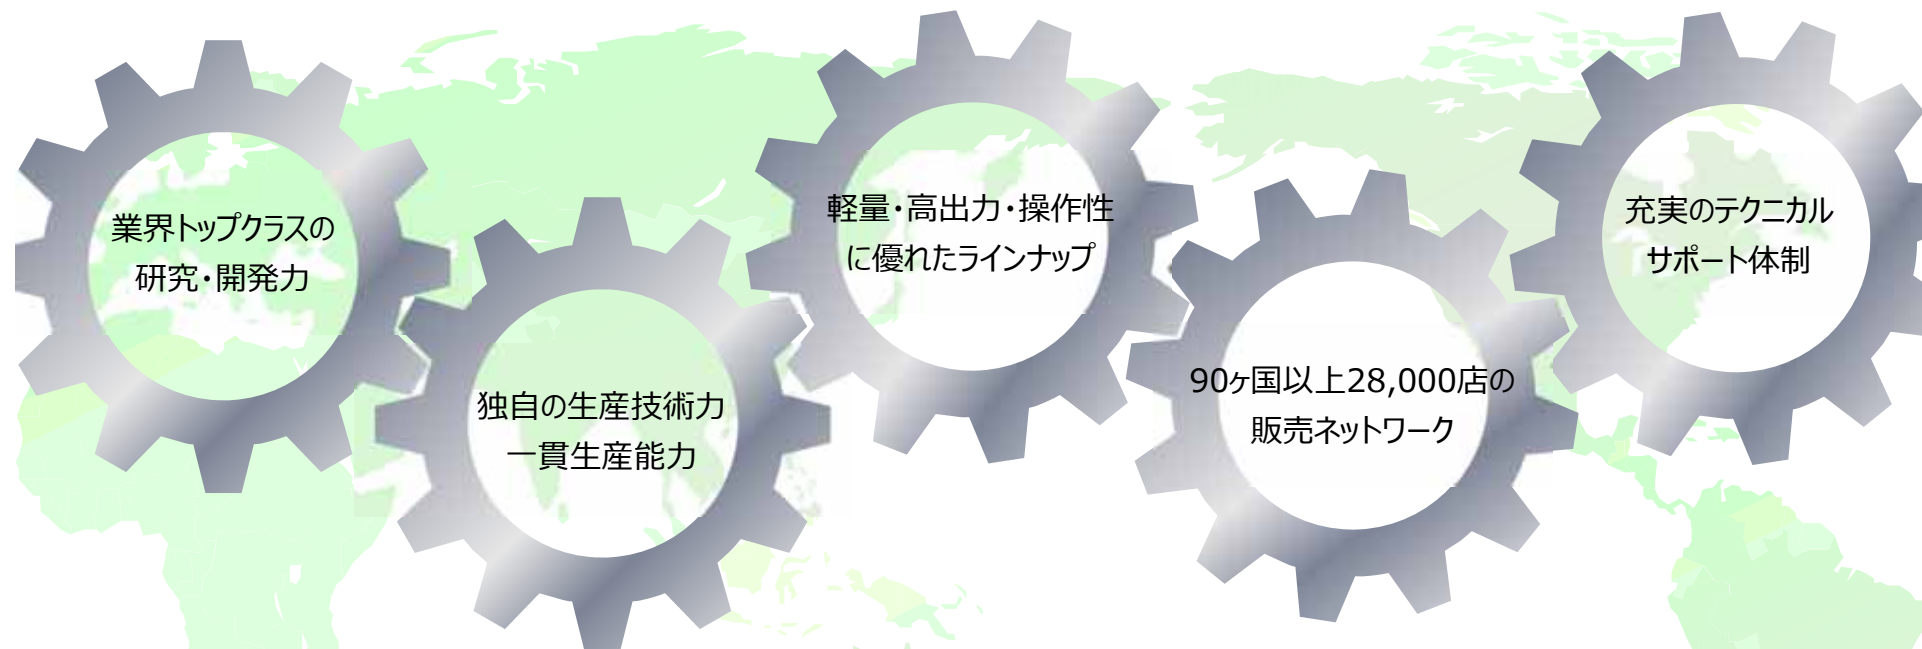 業界トップクラスの
研究・開発力
独自の生産技術力
一貫生産能力
軽量・高出力・操作性
に優れたラインナップ
90ヶ国以上28,000店の
販売ネットワーク
充実のテクニカル
サポート体制